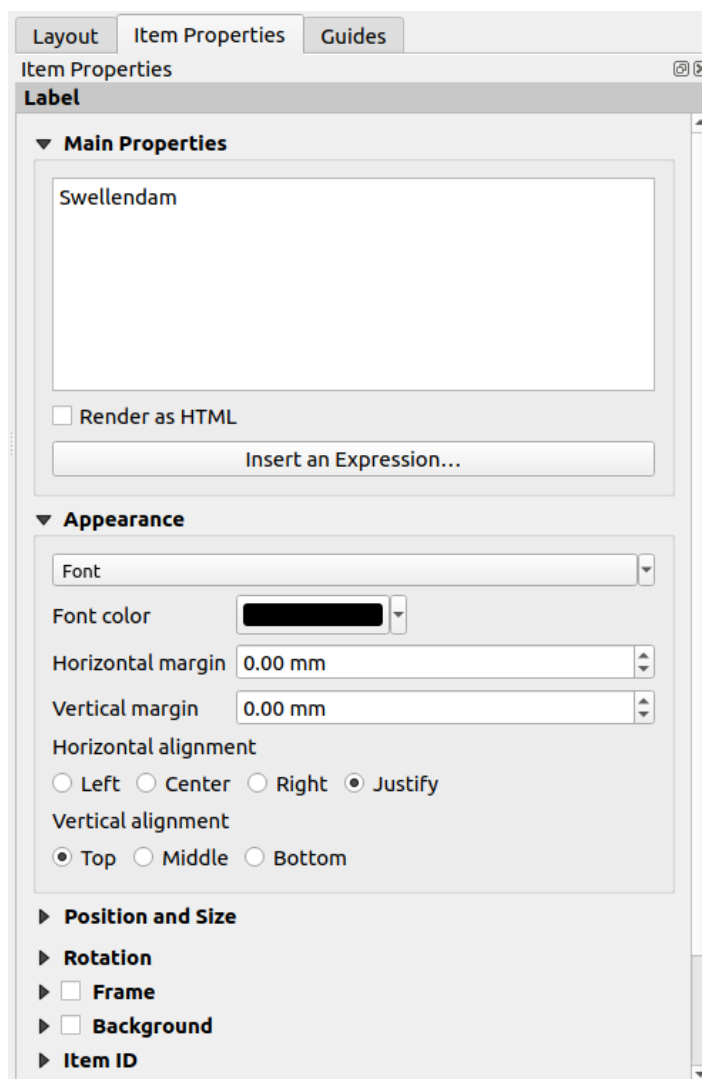 Layout Item Properties Guides
Item Properties
Label
Main Properties
Swellendam
Render as HTML
Insert an Expression...
Appearance
Font
Font color
Horizontal margin 0.00 mm
Vertical margin 0.00 mm
Horizontal alignment
Left Center Right Justify
Vertical alignment
Top Middle Bottom
Position and Size
Rotation
Frame
Background
Item ID